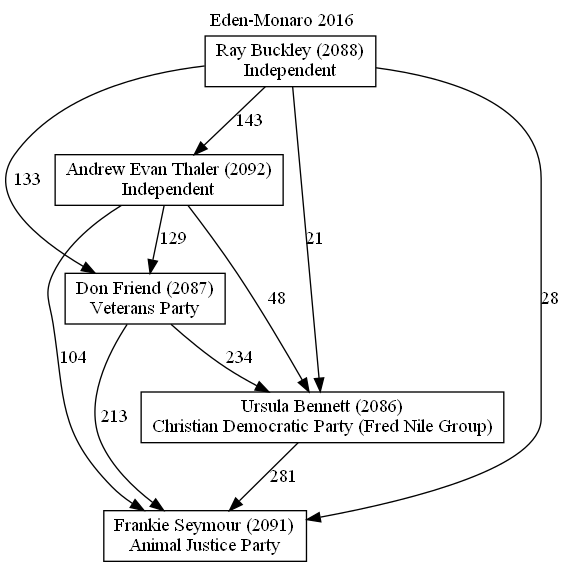 Eden-Monaro 2016
Ray Buckley (2088)
Independent
143
Andrew Evan Thaler (2092)
Independent
133
129
21
Don Friend (2087)
Veterans Party
48
28
104
234
213
Ursula Bennett (2086)
Christian Democratic Party (Fred Nile Group)
281
Frankie Seymour (2091)
Animal Justice Party